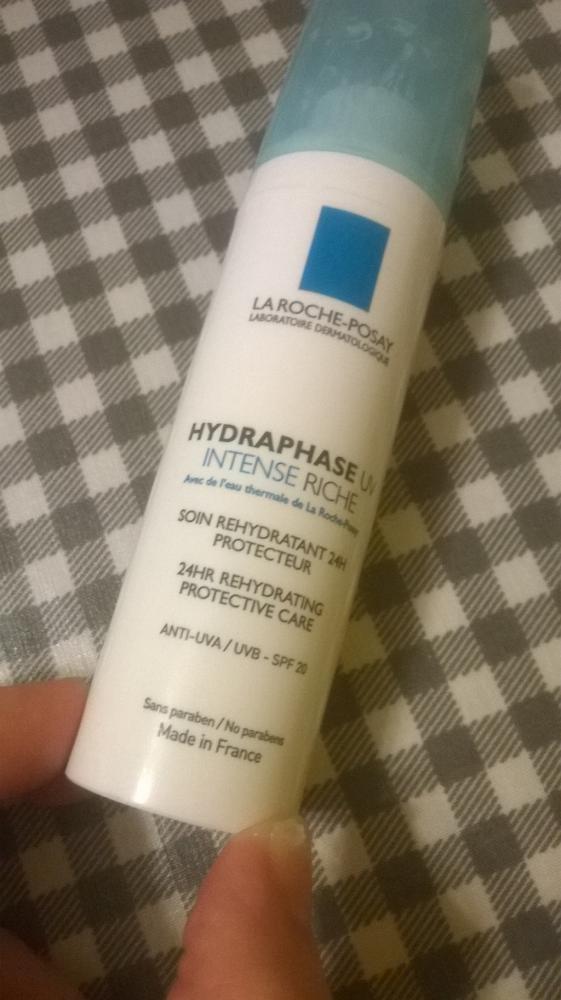 LA ROCHE-POSAY
LABORATOIRE DERMATOLOGIQUE
HYDRAPHASE UV
INTENSE RICHE
Avec de l'eau thermale de La Roche-Posay
SOIN REHYDRATANT 24H
PROTECTEUR
24HR REHYDRATING
PROTECTIVE CARE
ANTI-UVA / UVB - SPF 20
Sans paraben / No parabens
Made in France